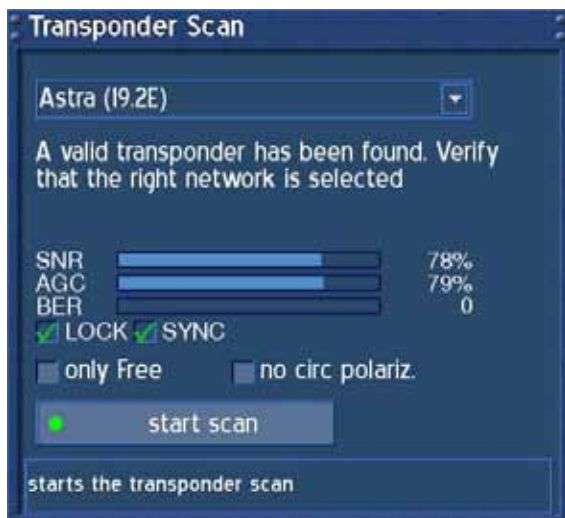 Transponder Scan
Astra (19.2E)
A valid transponder has been found. Verify
that the right network is selected
SNR 78%
AGC 79%
BER 0
LOCK SYNC
only Free no circ polariz.
start scan
starts the transponder scan